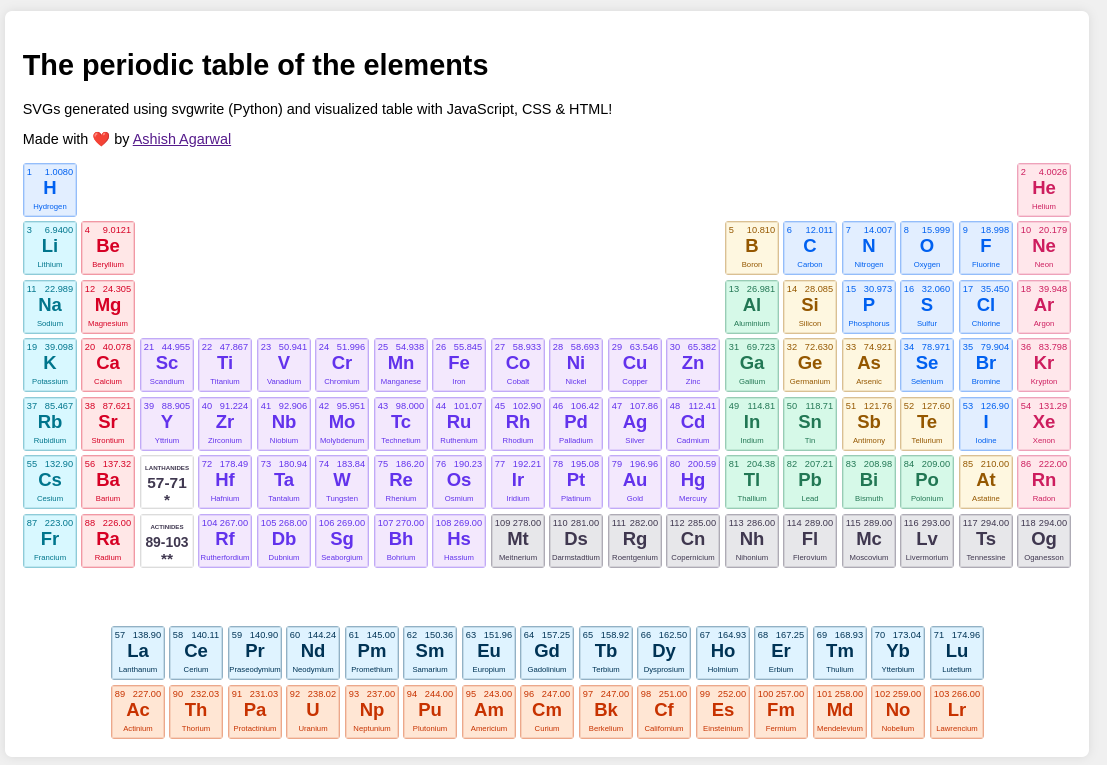 The periodic table of the elements
SVGs generated using svgwrite (Python) and visualized table with JavaScript, CSS & HTML!
Made with ❤️ by Ashish Agarwal
1 1.0080 2 4.0026
H He
Hydrogen Helium
3 6.9400 4 9.0121 5 10.810 6 12.011 7 14.007 8 15.999 9 18.998 10 20.179
Li Be B C N O F Ne
Lithium Beryllium Boron Carbon Nitrogen Oxygen Fluorine Neon
11 22.989 12 24.305 13 26.981 14 28.085 15 30.973 16 32.060 17 35.450 18 39.948
Na Mg Al Si P S Cl Ar
Sodium Magnesium Aluminium Silicon Phosphorus Sulfur Chlorine Argon
19 39.098 20 40.078 21 44.955 22 47.867 23 50.941 24 51.996 25 54.938 26 55.845 27 58.933 28 58.693 29 63.546 30 65.382 31 69.723 32 72.630 33 74.921 34 78.971 35 79.904 36 83.798
K Ca Sc Ti V Cr Mn Fe Co Ni Cu Zn Ga Ge As Se Br Kr
Potassium Calcium Scandium Titanium Vanadium Chromium Manganese Iron Cobalt Nickel Copper Zinc Gallium Germanium Arsenic Selenium Bromine Krypton
37 85.467 38 87.621 39 88.905 40 91.224 41 92.906 42 95.951 43 98.000 44 101.07 45 102.90 46 106.42 47 107.86 48 112.41 49 114.81 50 118.71 51 121.76 52 127.60 53 126.90 54 131.29
Rb Sr Y Zr Nb Mo Tc Ru Rh Pd Ag Cd In Sn Sb Te I Xe
Rubidium Strontium Yttrium Zirconium Niobium Molybdenum Technetium Ruthenium Rhodium Palladium Silver Cadmium Indium Tin Antimony Tellurium Iodine Xenon
55 132.90 56 137.32 LANTHANIDES 72 178.49 73 180.94 74 183.84 75 186.20 76 190.23 77 192.21 78 195.08 79 196.96 80 200.59 81 204.38 82 207.21 83 208.98 84 209.00 85 210.00 86 222.00
Cs Ba 57-71 Hf Ta W Re Os Ir Pt Au Hg Tl Pb Bi Po At Rn
Cesium Barium * Hafnium Tantalum Tungsten Rhenium Osmium Iridium Platinum Gold Mercury Thallium Lead Bismuth Polonium Astatine Radon
87 223.00 88 226.00 ACTINIDES 104 267.00 105 268.00 106 269.00 107 270.00 108 269.00 109 278.00 110 281.00 111 282.00 112 285.00 113 286.00 114 289.00 115 289.00 116 293.00 117 294.00 118 294.00
Fr Ra 89-103 Rf Db Sg Bh Hs Mt Ds Rg Cn Nh Fl Mc Lv Ts Og
Francium Radium ** Rutherfordium Dubnium Seaborgium Bohrium Hassium Meitnerium Darmstadtium Roentgenium Copernicium Nihonium Flerovium Moscovium Livermorium Tennessine Oganesson
57 138.90 58 140.11 59 140.90 60 144.24 61 145.00 62 150.36 63 151.96 64 157.25 65 158.92 66 162.50 67 164.93 68 167.25 69 168.93 70 173.04 71 174.96
La Ce Pr Nd Pm Sm Eu Gd Tb Dy Ho Er Tm Yb Lu
Lanthanum Cerium Praseodymium Neodymium Promethium Samarium Europium Gadolinium Terbium Dysprosium Holmium Erbium Thulium Ytterbium Lutetium
89 227.00 90 232.03 91 231.03 92 238.02 93 237.00 94 244.00 95 243.00 96 247.00 97 247.00 98 251.00 99 252.00 100 257.00 101 258.00 102 259.00 103 266.00
Ac Th Pa U Np Pu Am Cm Bk Cf Es Fm Md No Lr
Actinium Thorium Protactinium Uranium Neptunium Plutonium Americium Curium Berkelium Californium Einsteinium Fermium Mendelevium Nobelium Lawrencium